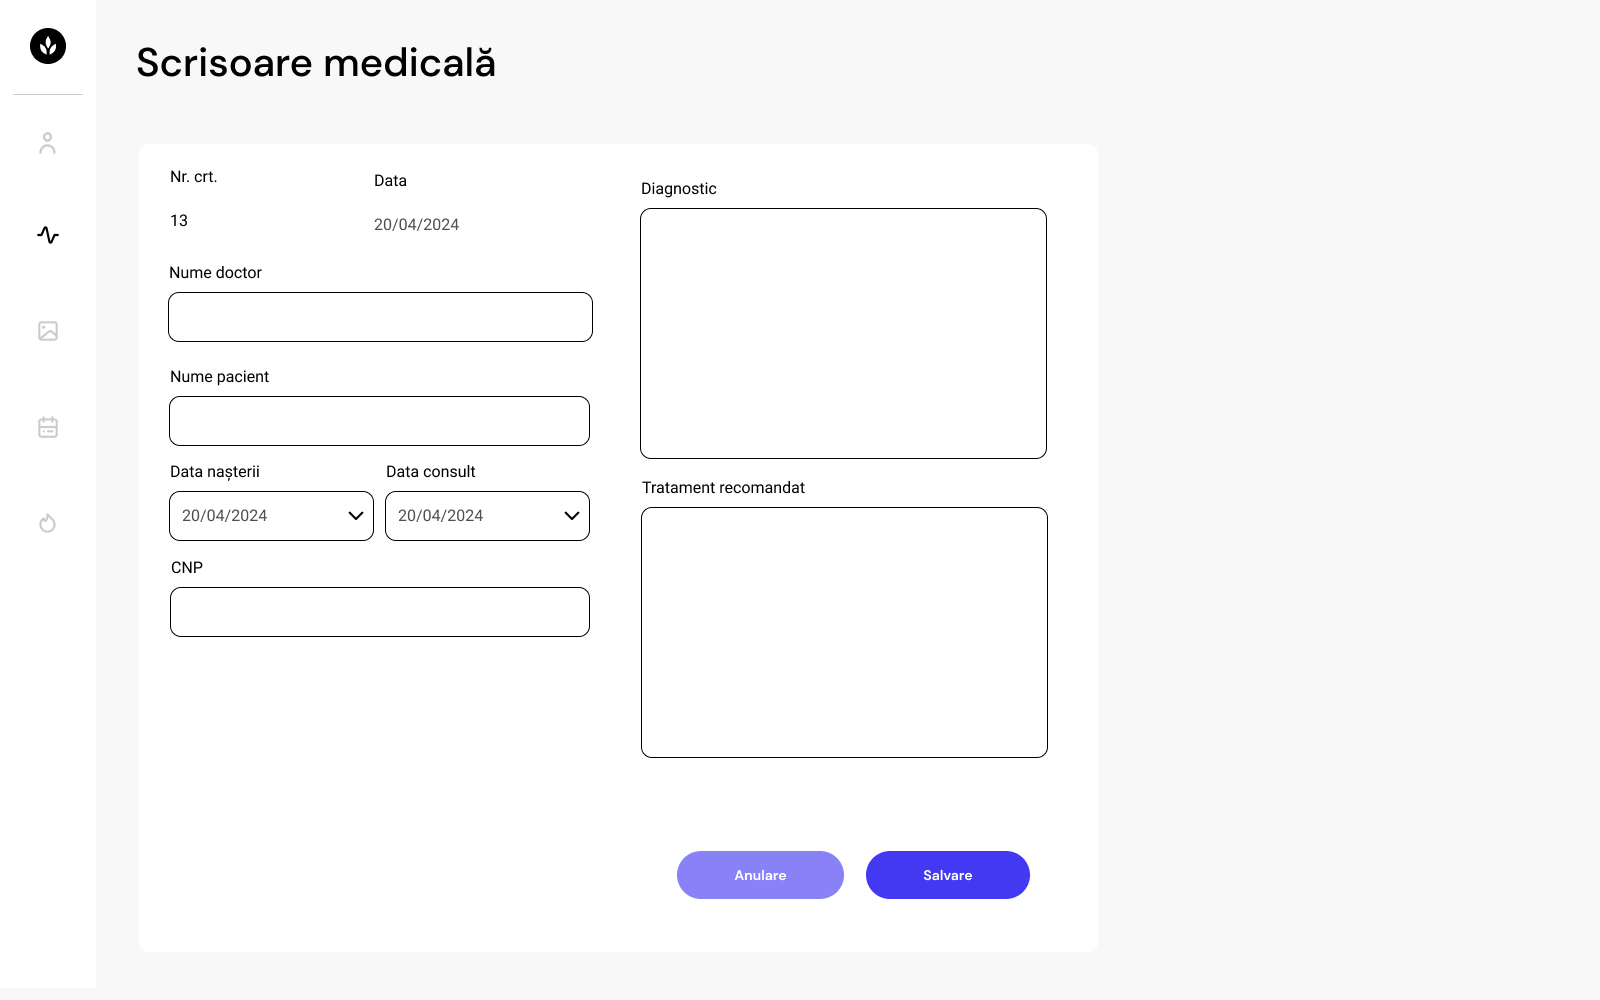 Scrisoare medicală
Nr. crt.
Data
13
20/04/2024
Nume doctor
Nume pacient
Data nașterii
Data consult
20/04/2024
20/04/2024
CNP
Diagnostic
Tratament recomandat
Anulare
Salvare